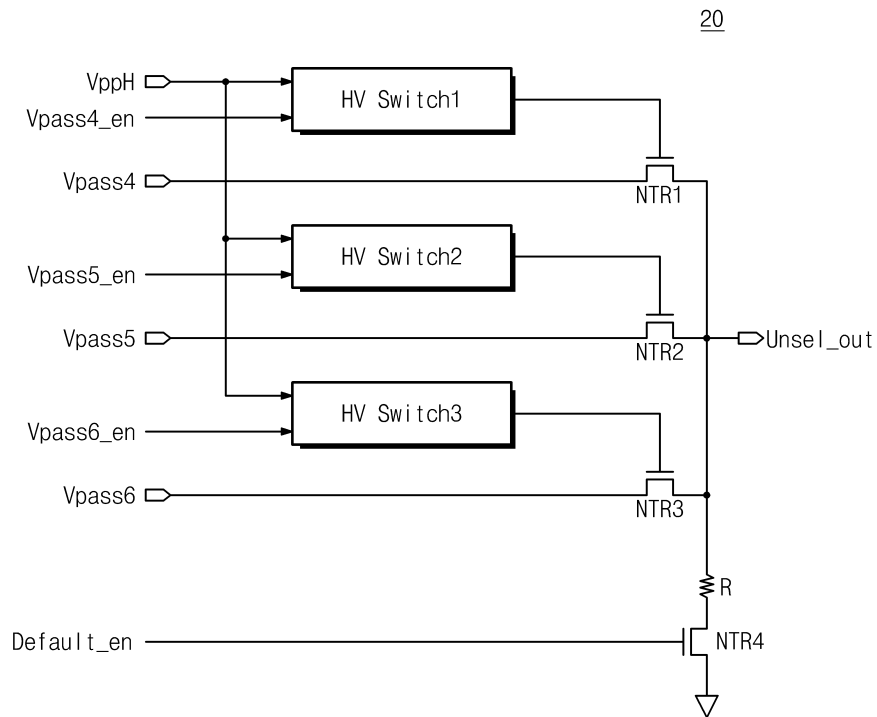 20
VppH
HV Switch1
Vpass4_en
Vpass4
NTR1
HV Switch2
Vpass5_en
Vpass5
NTR2
Unsel_out
HV Switch3
Vpass6_en
Vpass6
NTR3
R
Default_en
NTR4